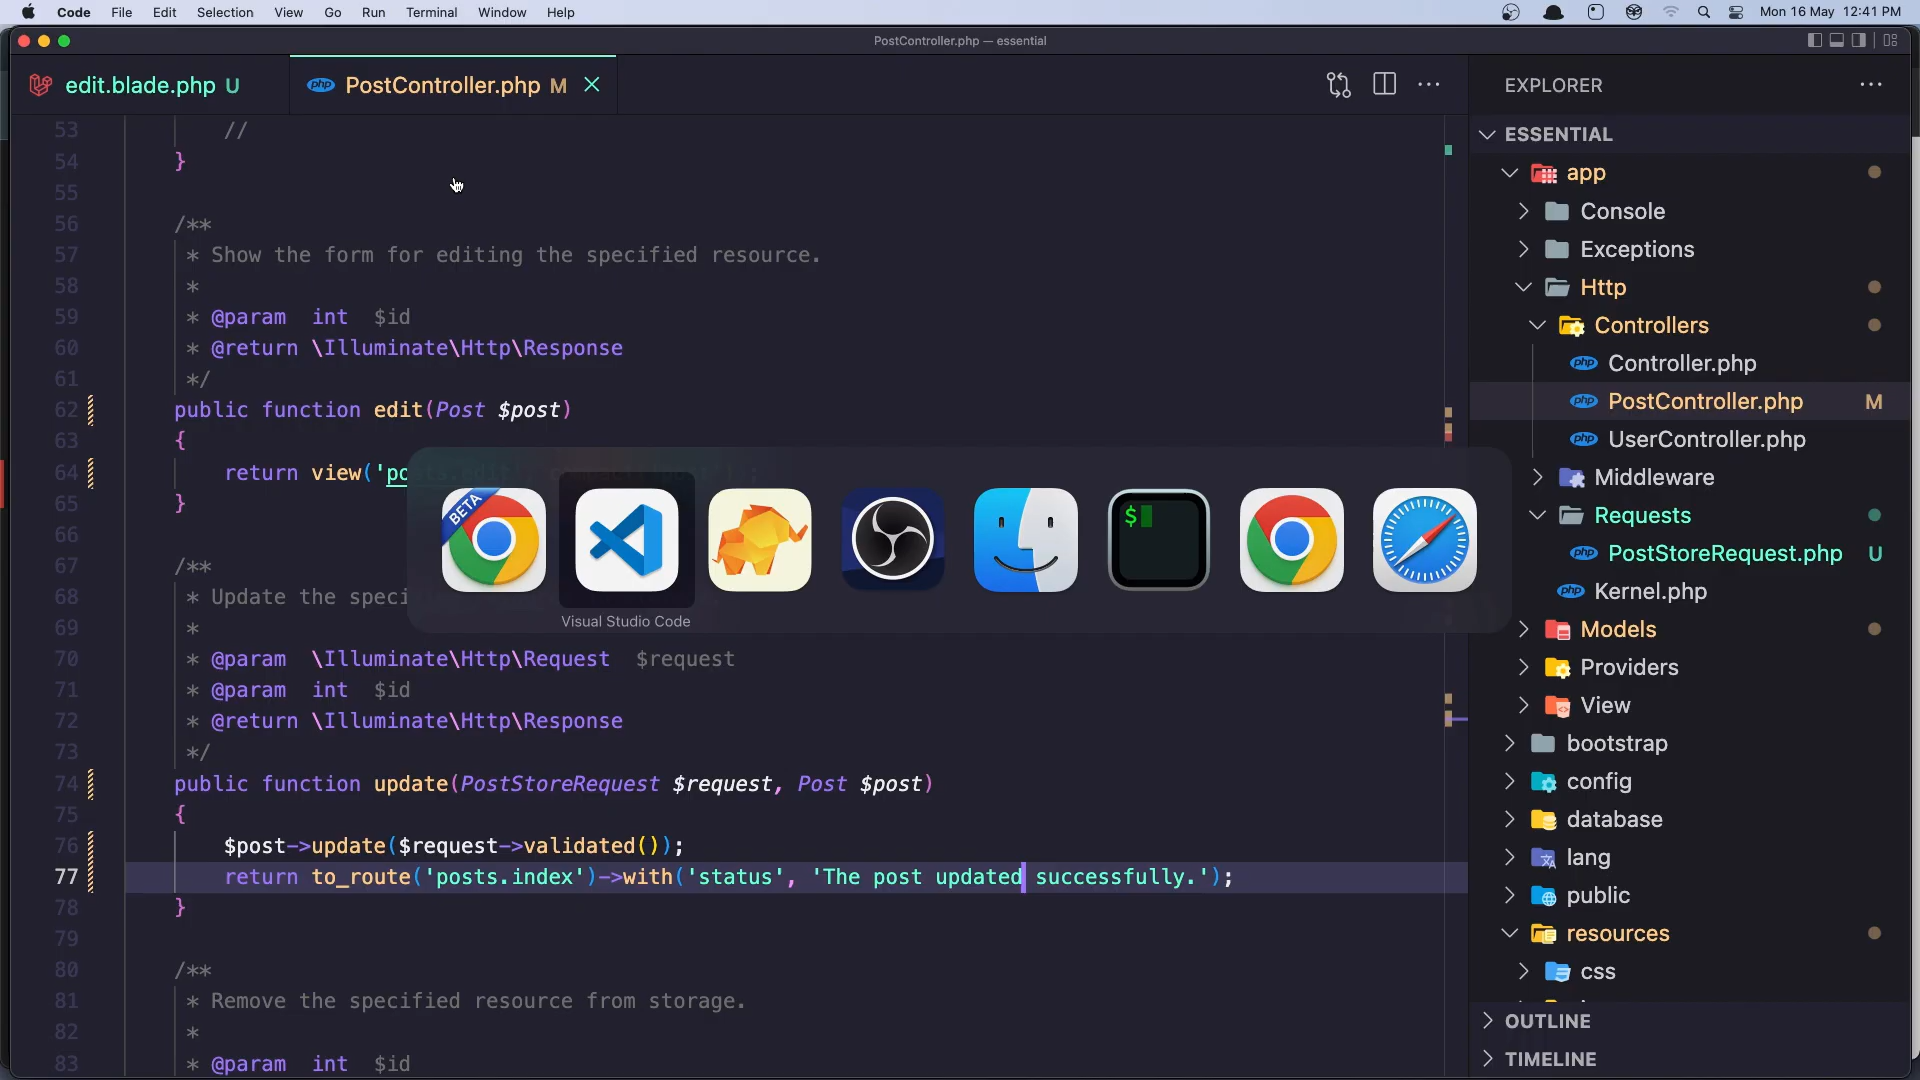 Code File Edit Selection View Go Run Terminal Window Help Mon 16 May 12:41 PM
PostController.php — essential
edit.blade.php U
php PostController.php M
53 //
54 }
55
56 /**
57 * Show the form for editing the specified resource.
58 *
59 * @param int $id
60 * @return \Illuminate\Http\Response
61 */
62 public function edit(Post $post)
63 {
64 return view('posts.edit
65 }
66
67 /**
68 * Update the speci
69 *
70 * @param \Illuminate\Http\Request $request
71 * @param int $id
72 * @return \Illuminate\Http\Response
73 */
74 public function update(PostStoreRequest $request, Post $post)
75 {
76 $post->update($request->validated());
77 return to_route('posts.index')->with('status', 'The post updated successfully.');
78 }
79
80 /**
81 * Remove the specified resource from storage.
82 *
83 * @param int $id
BETA
$
Visual Studio Code
EXPLORER
ESSENTIAL
app
Console
Exceptions
Http
Controllers
php Controller.php
php PostController.php M
php UserController.php
Middleware
Requests
php PostStoreRequest.php U
php Kernel.php
Models
Providers
View
bootstrap
config
database
lang
public
resources
css
OUTLINE
TIMELINE